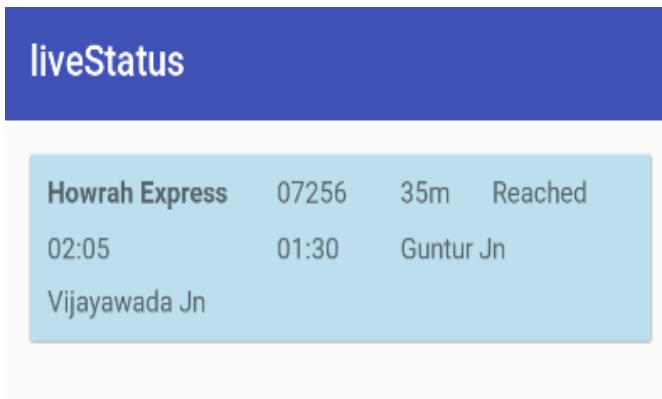 liveStatus
Howrah Express 07256 35m Reached
02:05 01:30 Guntur Jn
Vijayawada Jn